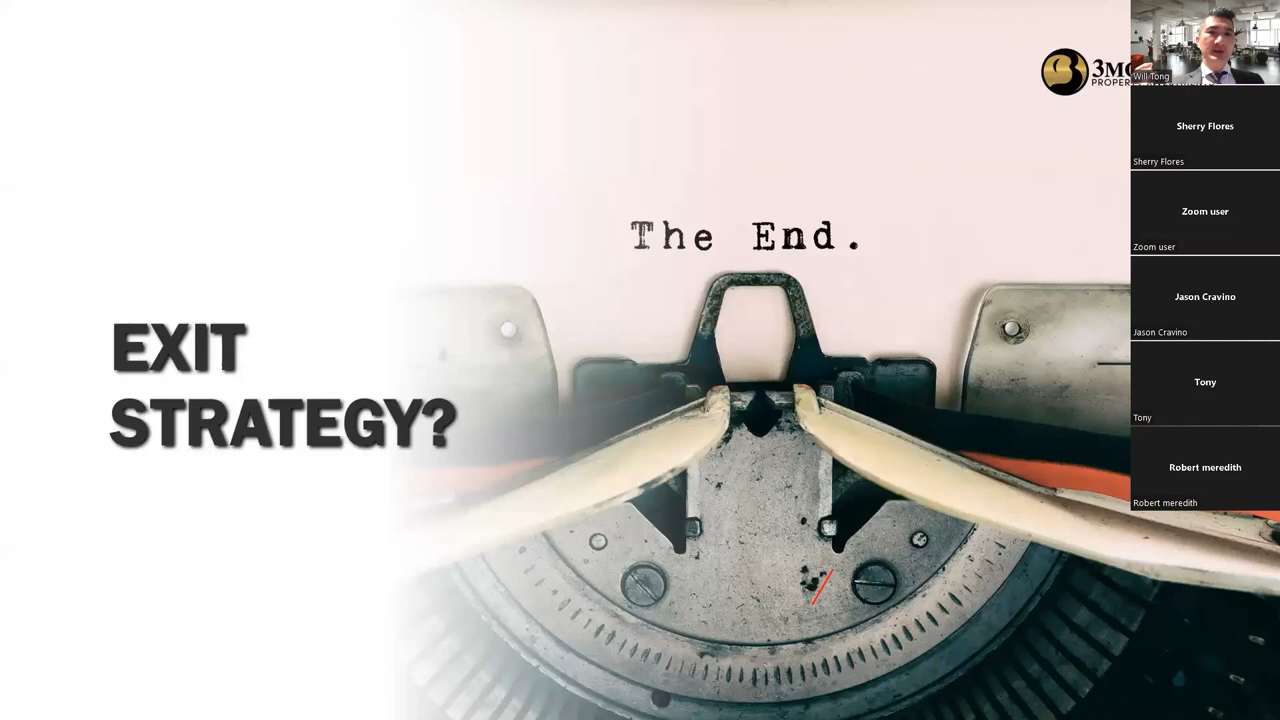 EXIT
STRATEGY?
The End.
Will Tong
Sherry Flores
Sherry Flores
Zoom user
Zoom user
Jason Cravino
Jason Cravino
Tony
Tony
Robert meredith
Robert meredith